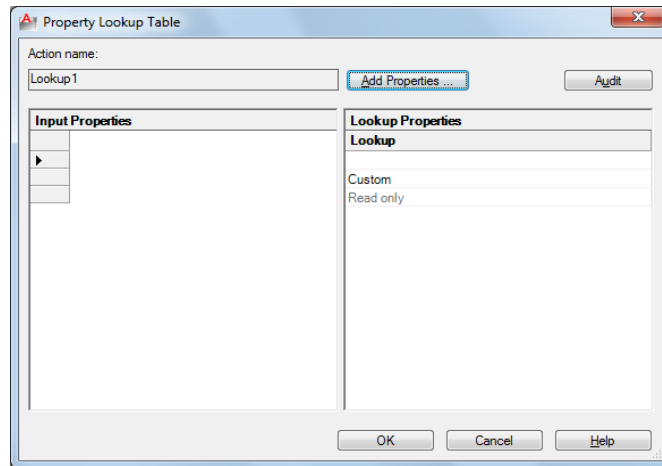 Property Lookup Table
Action name:
Lookup1
Add Properties ...
Audit
Input Properties
Lookup Properties
Lookup
Custom
Read only
OK
Cancel
Help